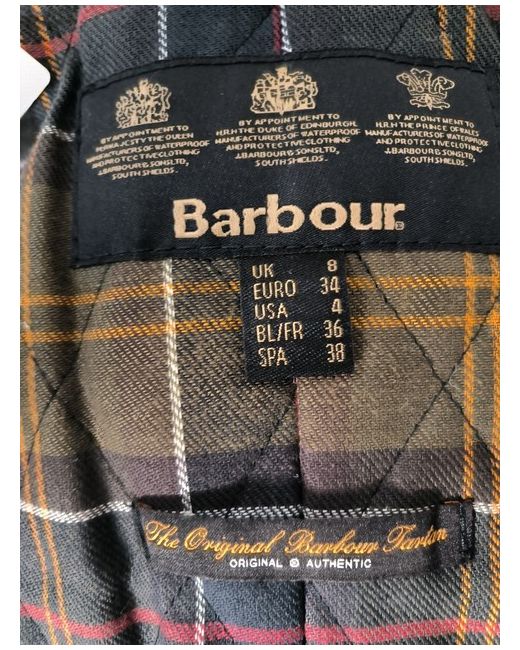 BY APPOINTMENT TO
HER MAJESTY THE QUEEN
MANUFACTURERS OF WATERPROOF
AND PROTECTIVE CLOTHING
J.BARBOUR & SONS LTD,
SOUTH SHIELDS.
BY APPOINTMENT TO
H.R.H THE DUKE OF EDINBURGH
MANUFACTURERS OF WATERPROOF
AND PROTECTIVE CLOTHING
J.BARBOUR & SONS LTD,
SOUTH SHIELDS.
BY APPOINTMENT TO
H.R.H THE PRINCE OF WALES
MANUFACTURERS OF WATERPROOF
AND PROTECTIVE CLOTHING
J.BARBOUR & SONS LTD,
SOUTH SHIELDS.
Barbour
UK 8
EURO 34
USA 4
BL/FR 36
SPA 38
The Original Barbour Tartan
ORIGINAL © AUTHENTIC